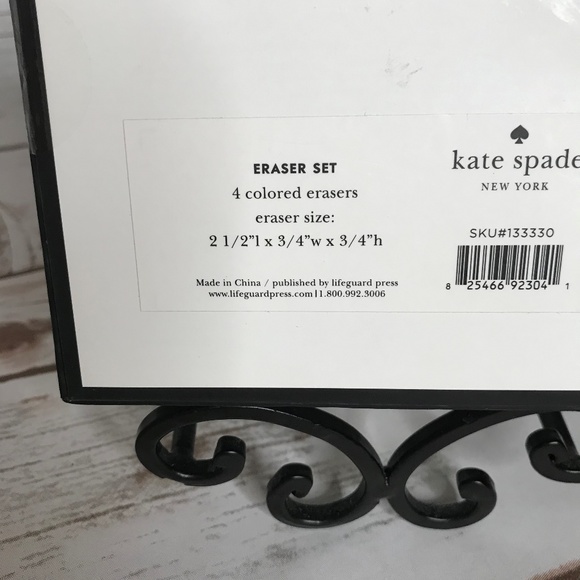 ERASER SET
4 colored erasers
eraser size:
2 1/2"l x 3/4"w x 3/4"h
Made in China / published by lifeguard press
www.lifeguardpress.com|1.800.992.3006
kate spade
NEW YORK
SKU#133330
8 25466 92304 1